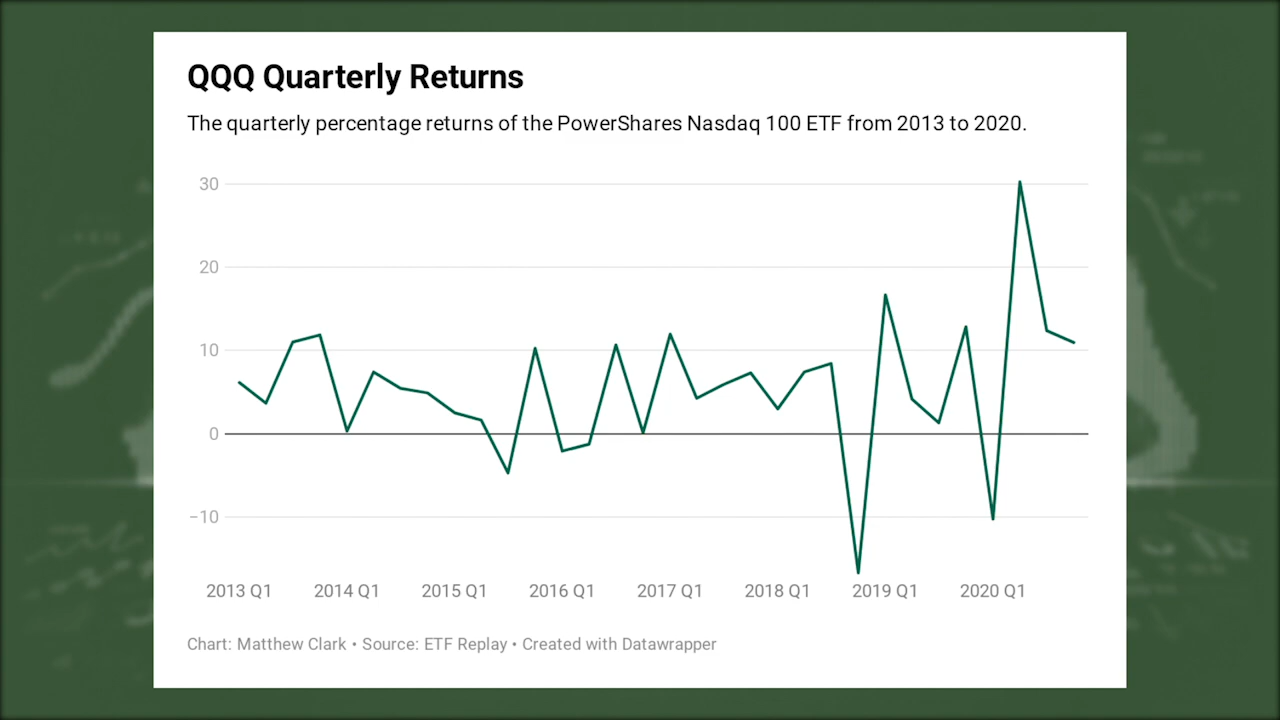 QQQ Quarterly Returns
The quarterly percentage returns of the PowerShares Nasdaq 100 ETF from 2013 to 2020.
30
20
10
0
−10
2013 Q1 2014 Q1 2015 Q1 2016 Q1 2017 Q1 2018 Q1 2019 Q1 2020 Q1
Chart: Matthew Clark • Source: ETF Replay • Created with Datawrapper